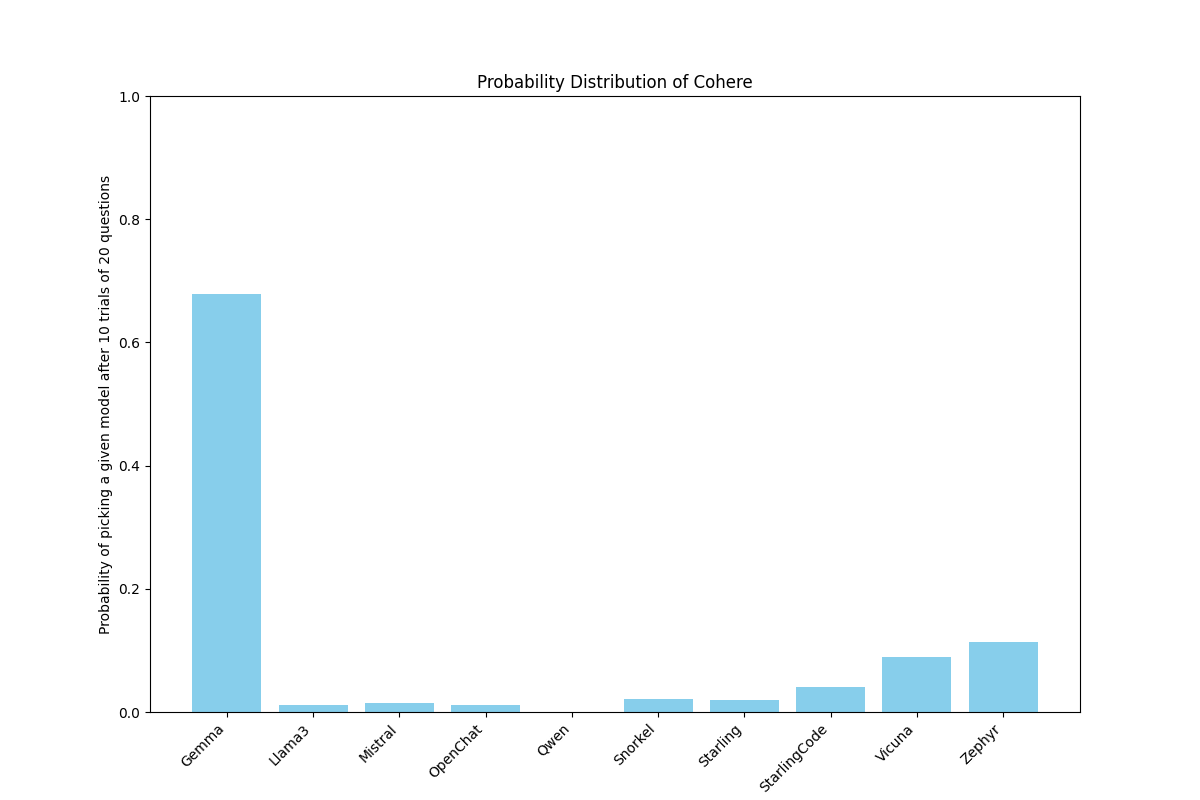 Probability Distribution of Cohere
Probability of picking a given model after 10 trials of 20 questions
1.0
0.8
0.6
0.4
0.2
0.0
Gemma
Llama3
Mistral
OpenChat
Qwen
Snorkel
Starling
StarlingCode
Vicuna
Zephyr